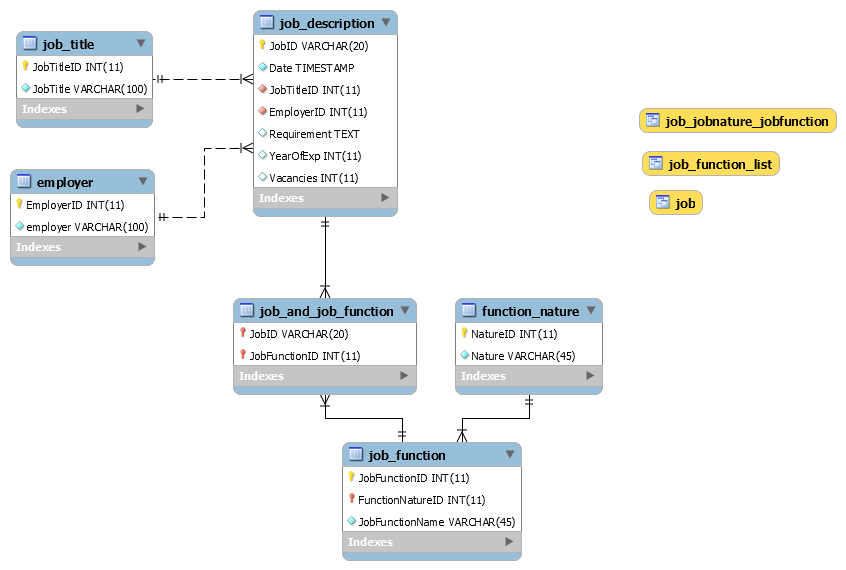 job_title
JobTitleID INT(11)
JobTitle VARCHAR(100)
Indexes
employer
EmployerID INT(11)
employer VARCHAR(100)
Indexes
job_description
JobID VARCHAR(20)
Date TIMESTAMP
JobTitleID INT(11)
EmployerID INT(11)
Requirement TEXT
YearOfExp INT(11)
Vacancies INT(11)
Indexes
job_jobnature_jobfunction
job_function_list
job
job_and_job_function
JobID VARCHAR(20)
JobFunctionID INT(11)
Indexes
function_nature
NatureID INT(11)
Nature VARCHAR(45)
Indexes
job_function
JobFunctionID INT(11)
FunctionNatureID INT(11)
JobFunctionName VARCHAR(45)
Indexes